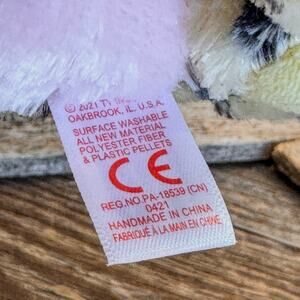 © 2021 TY INC.
OAKBROOK, IL. U.S.A.
SURFACE WASHABLE
ALL NEW MATERIAL
POLYESTER FIBER
& PLASTIC PELLETS
CE
REG.NO.PA-18539 (CN)
0421
HANDMADE IN CHINA
FABRIQUÉ À LA MAIN EN CHINE